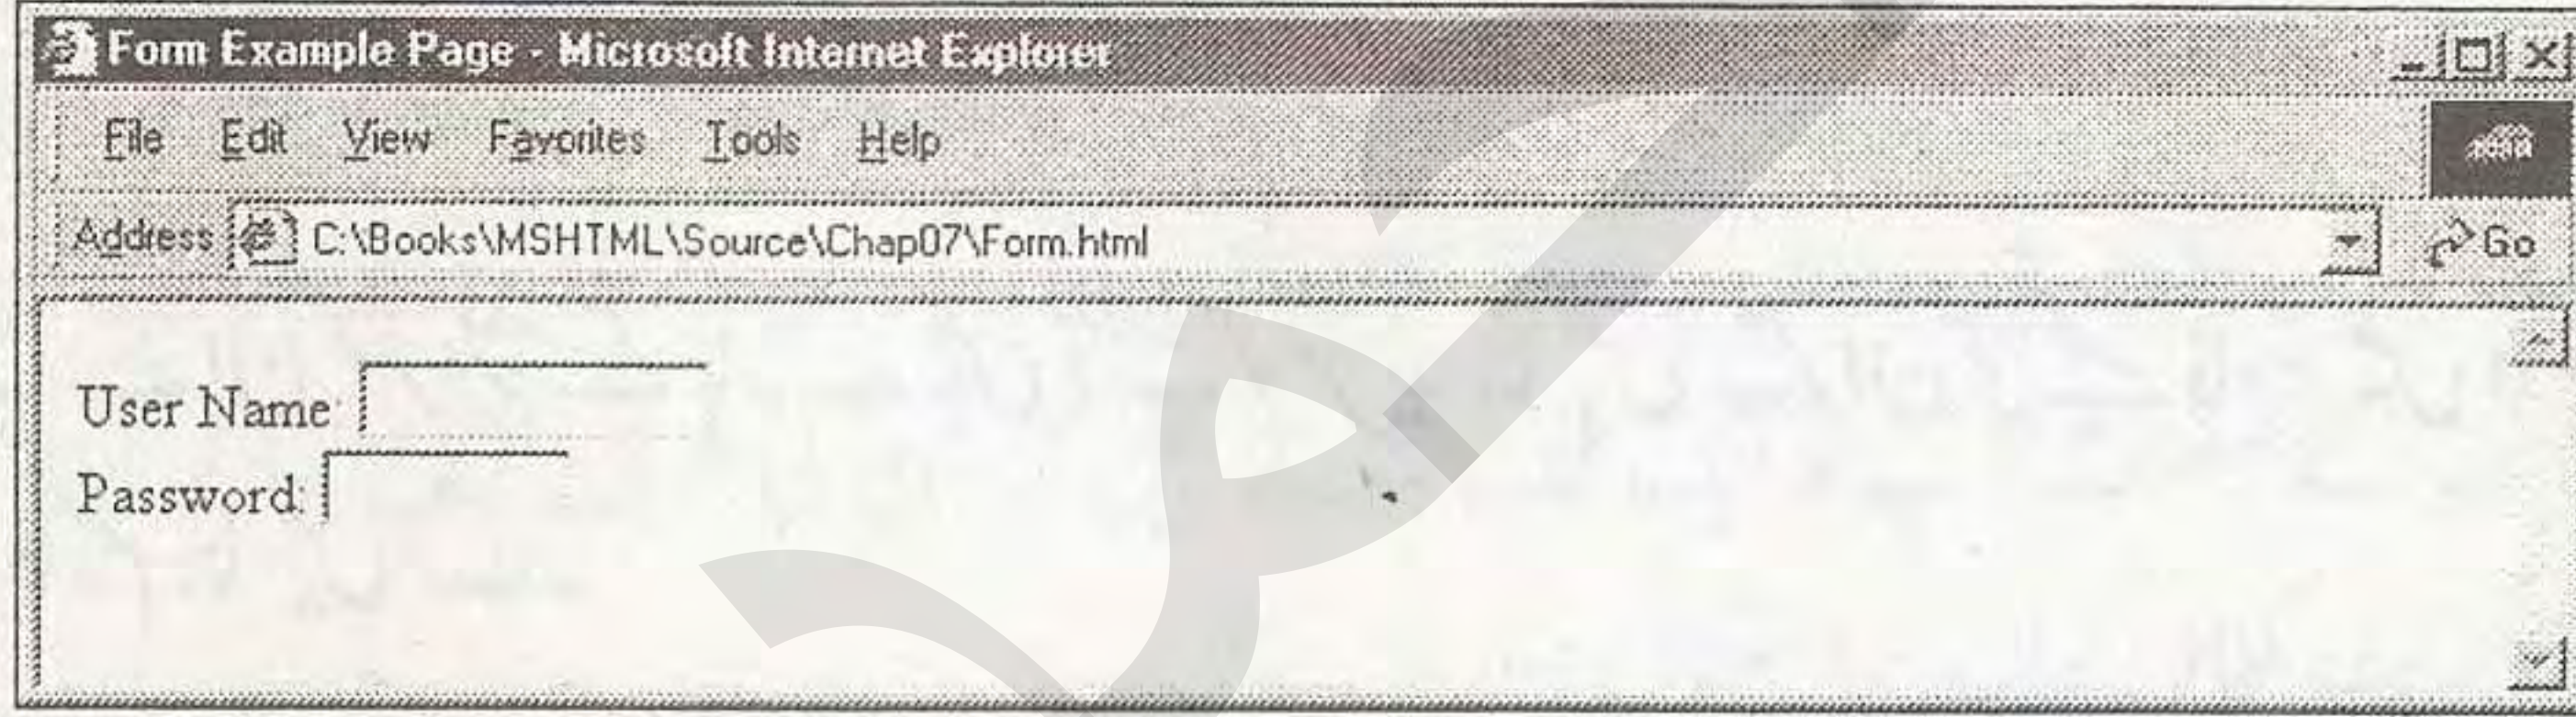 Form Example Page - Microsoft Internet Explorer
File Edit View Favorites Tools Help
Address C:\Books\MSHTML\Source\Chap07\Form.html Go
User Name:
Password: